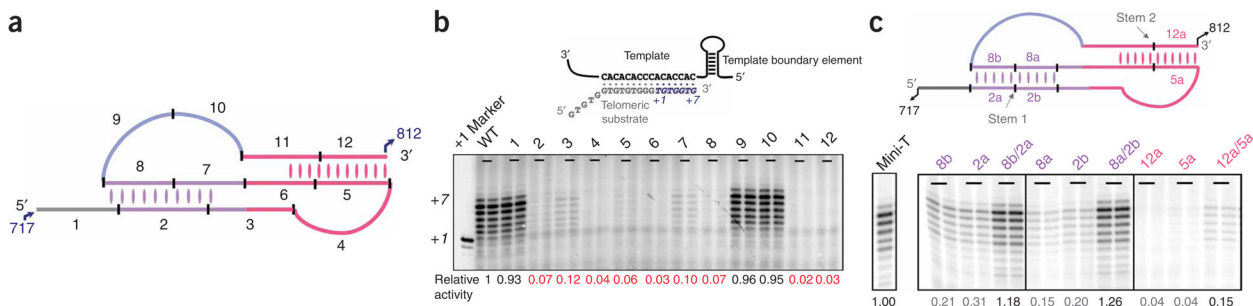 a
10
9
11
12
812
3′
8
7
6
5
5′
717
1
2
3
4
b
3′
Template
Template boundary element
CACACACCCACACCAC
5′
GTGTGTGGGTGTGGTG
3′
GTGTG
+1
+7
Telomeric
substrate
5′
+1 Marker
WT
1
2
3
4
5
6
7
8
9
10
11
12
+7
+1
Relative
activity
1
0.93
0.07
0.12
0.04
0.06
0.03
0.10
0.07
0.96
0.95
0.02
0.03
c
Stem 2
12a
812
3′
8b
8a
5a
5′
717
2a
2b
Stem 1
Mini-T
8b
2a
8b/2a
8a
2b
8a/2b
12a
5a
12a/5a
1.00
0.21
0.31
1.18
0.15
0.20
1.26
0.04
0.04
0.15